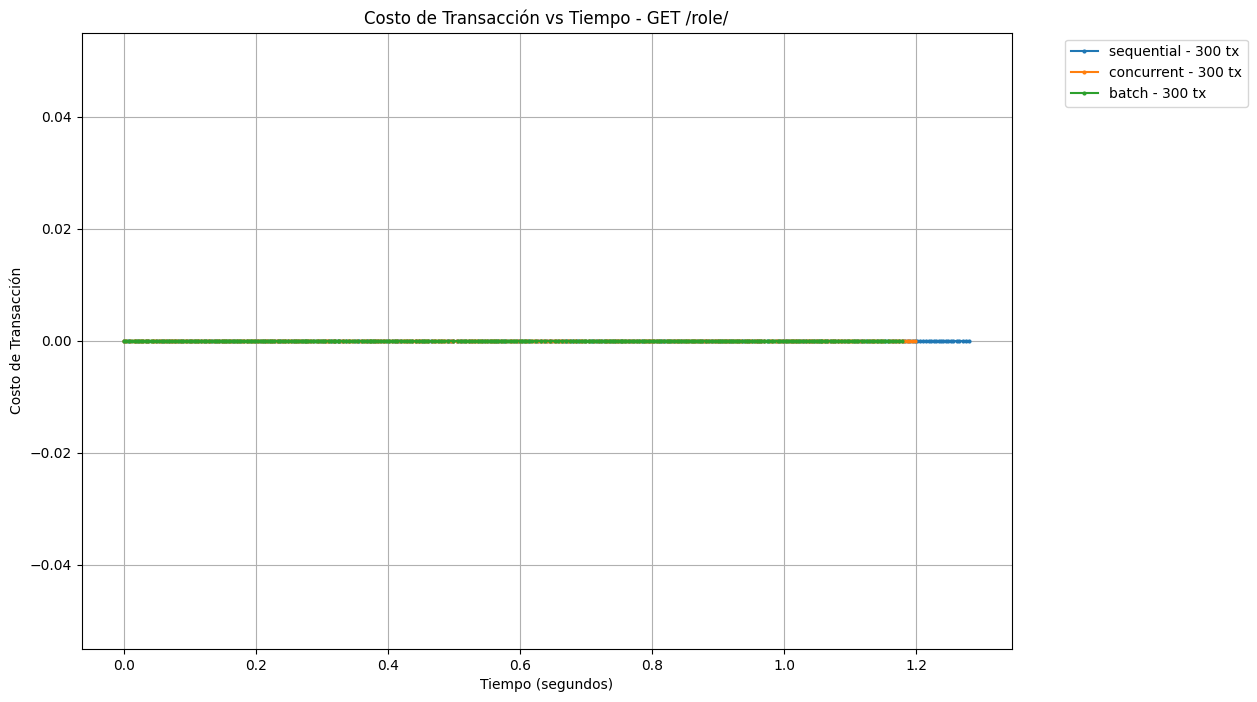 Costo de Transacción vs Tiempo - GET /role/
sequential - 300 tx
concurrent - 300 tx
batch - 300 tx
Costo de Transacción
0.04
0.02
0.00
−0.02
−0.04
0.0 0.2 0.4 0.6 0.8 1.0 1.2
Tiempo (segundos)